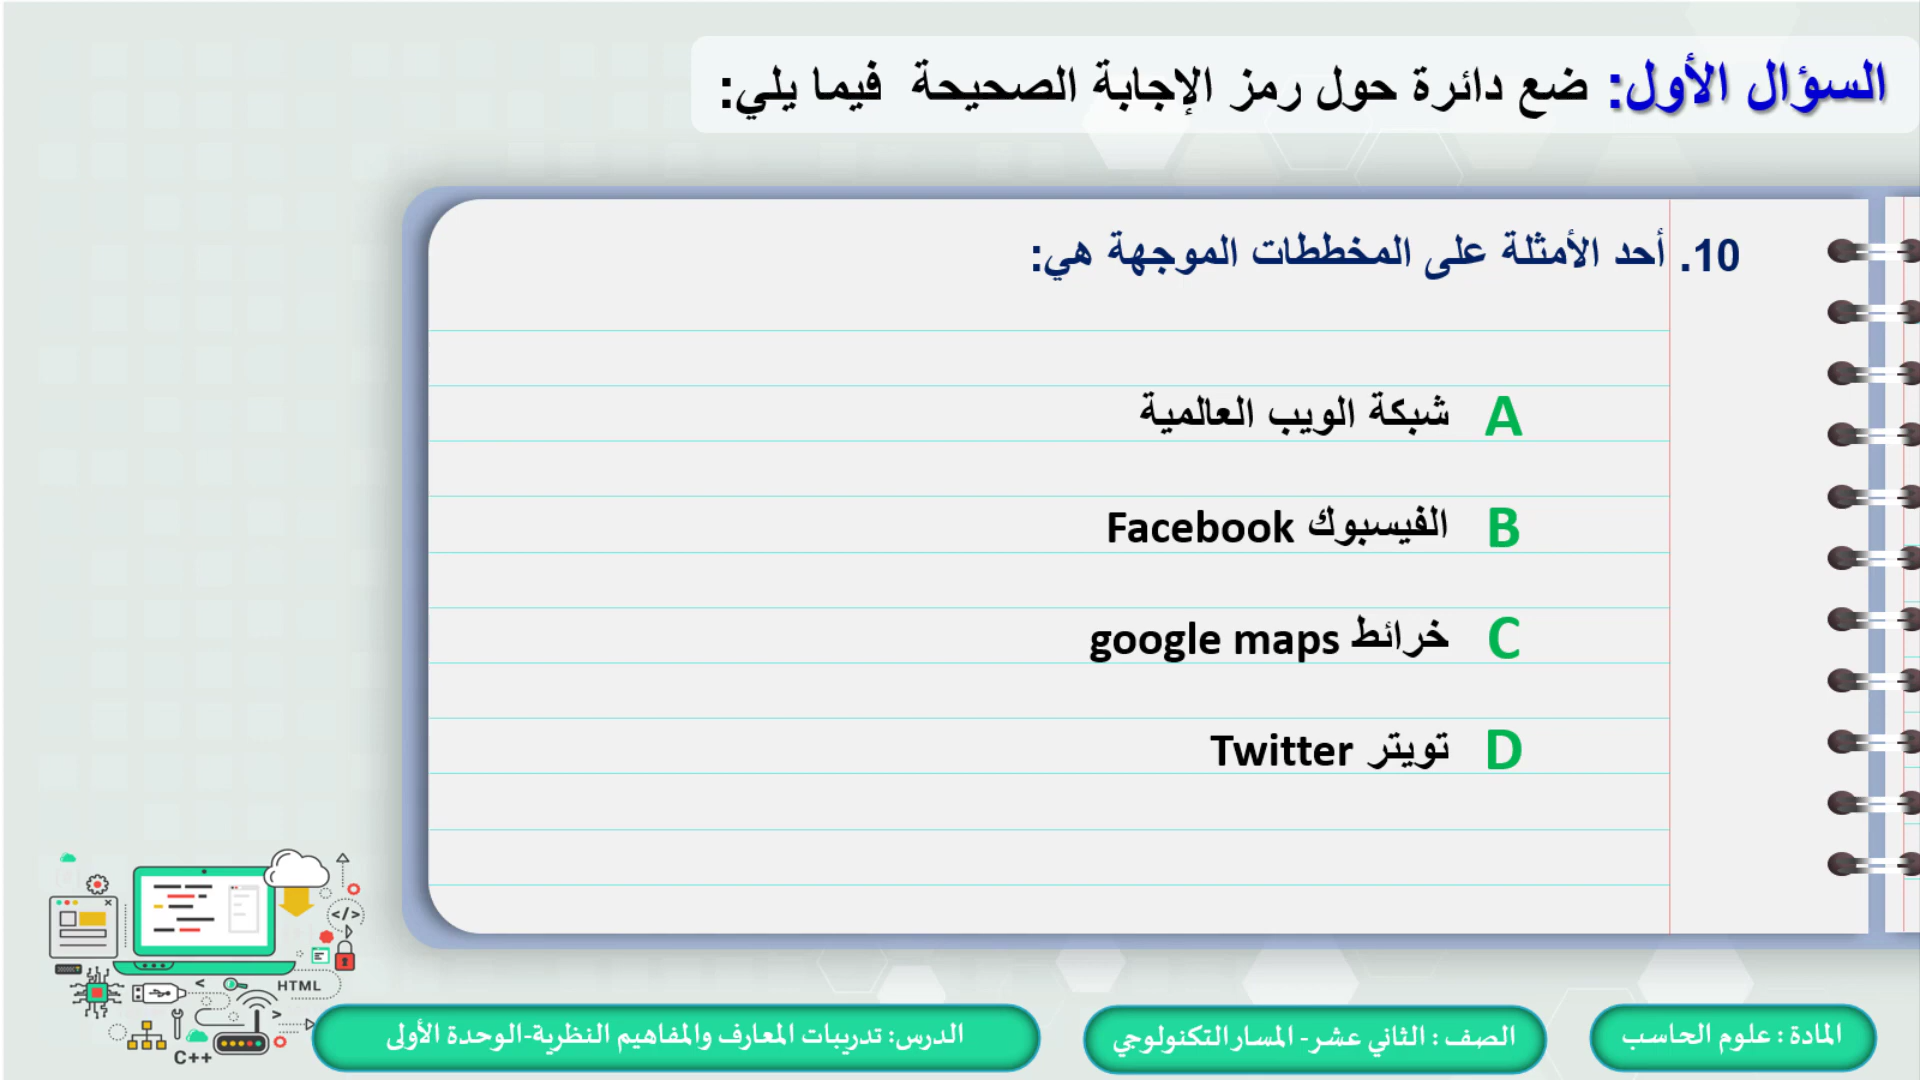 السؤال الأول: ضع دائرة حول رمز الإجابة الصحيحة فيما يلي:
10. أحد الأمثلة على المخططات الموجهة هي:
A شبكة الويب العالمية
B الفيسبوك Facebook
C خرائط google maps
D تويتر Twitter
</>
HTML
C++
المادة : علوم الحاسب
الصف : الثاني عشر- المسار التكنولوجي
الدرس: تدريبات المعارف والمفاهيم النظرية-الوحدة الأولى